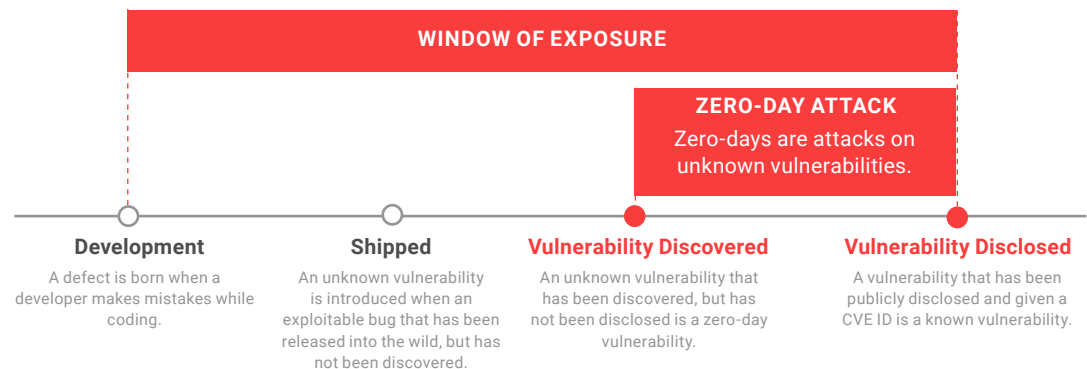 WINDOW OF EXPOSURE
ZERO-DAY ATTACK
Zero-days are attacks on
unknown vulnerabilities.
Development
A defect is born when a
developer makes mistakes while
coding.
Shipped
An unknown vulnerability
is introduced when an
exploitable bug that has been
released into the wild, but has
not been discovered.
Vulnerability Discovered
An unknown vulnerability that
has been discovered, but has
not been disclosed is a zero-day
vulnerability.
Vulnerability Disclosed
A vulnerability that has been
publicly disclosed and given a
CVE ID is a known vulnerability.